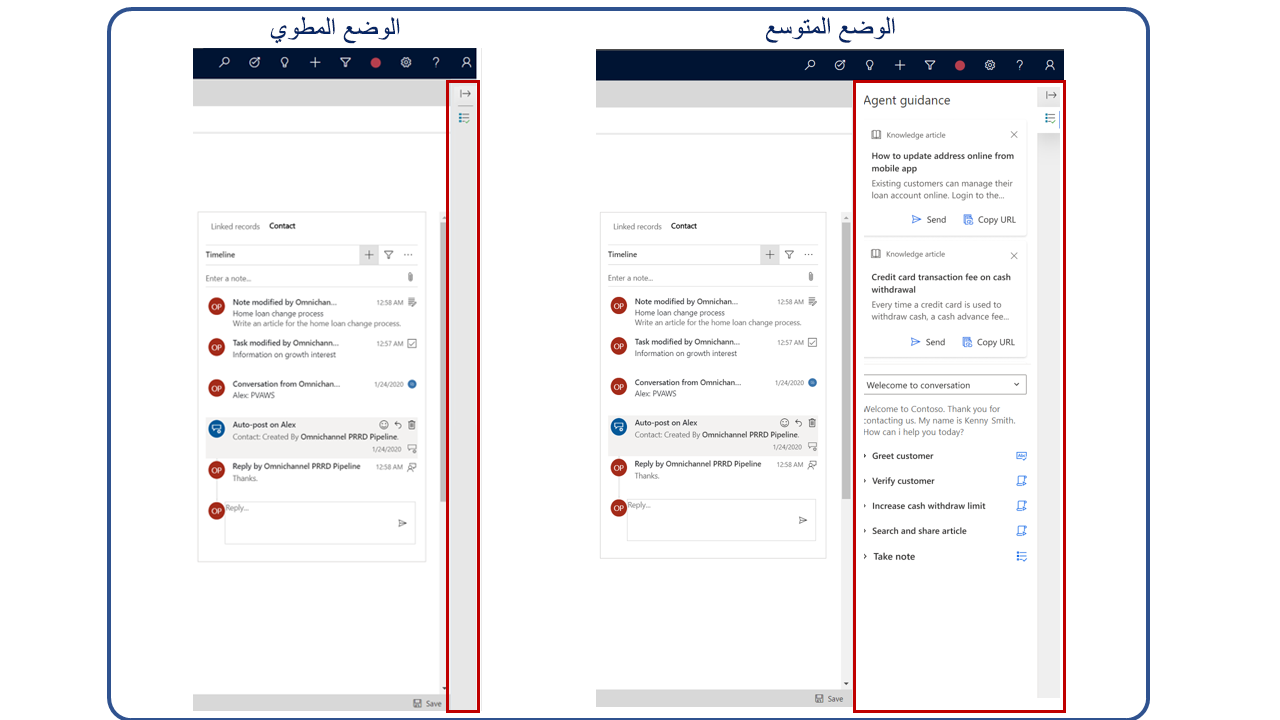 الوضع المطوي
الوضع المتوسع
Linked records Contact
Timeline
Enter a note...
OP
Note modified by Omnichan... 12:58 AM
Home loan change process
Write an article for the home loan change process.
OP
Task modified by Omnichann... 12:57 AM
Information on growth interest
OP
Conversation from Omnichan... 1/24/2020
Alex: PVAWS
Auto-post on Alex
Contact: Created By Omnichannel PRRD Pipeline.
1/24/2020
OP
Reply by Omnichannel PRRD Pipeline 12:58 AM
Thanks.
OP
Reply...
Save
Linked records Contact
Timeline
Enter a note...
OP
Note modified by Omnichan... 12:58 AM
Home loan change process
Write an article for the home loan change process.
OP
Task modified by Omnichann... 12:57 AM
Information on growth interest
OP
Conversation from Omnichan... 1/24/2020
Alex: PVAWS
Auto-post on Alex
Contact: Created By Omnichannel PRRD Pipeline.
1/24/2020
OP
Reply by Omnichannel PRRD Pipeline 12:58 AM
Thanks.
OP
Reply...
Save
Agent guidance
Knowledge article
How to update address online from
mobile app
Existing customers can manage their
loan account online. Login to the...
Send Copy URL
Knowledge article
Credit card transaction fee on cash
withdrawal
Every time a credit card is used to
withdraw cash, a cash advance fee...
Send Copy URL
Welcome to conversation
Welcome to Contoso. Thank you for
contacting us. My name is Kenny Smith.
How can i help you today?
Greet customer
Verify customer
Increase cash withdraw limit
Search and share article
Take note